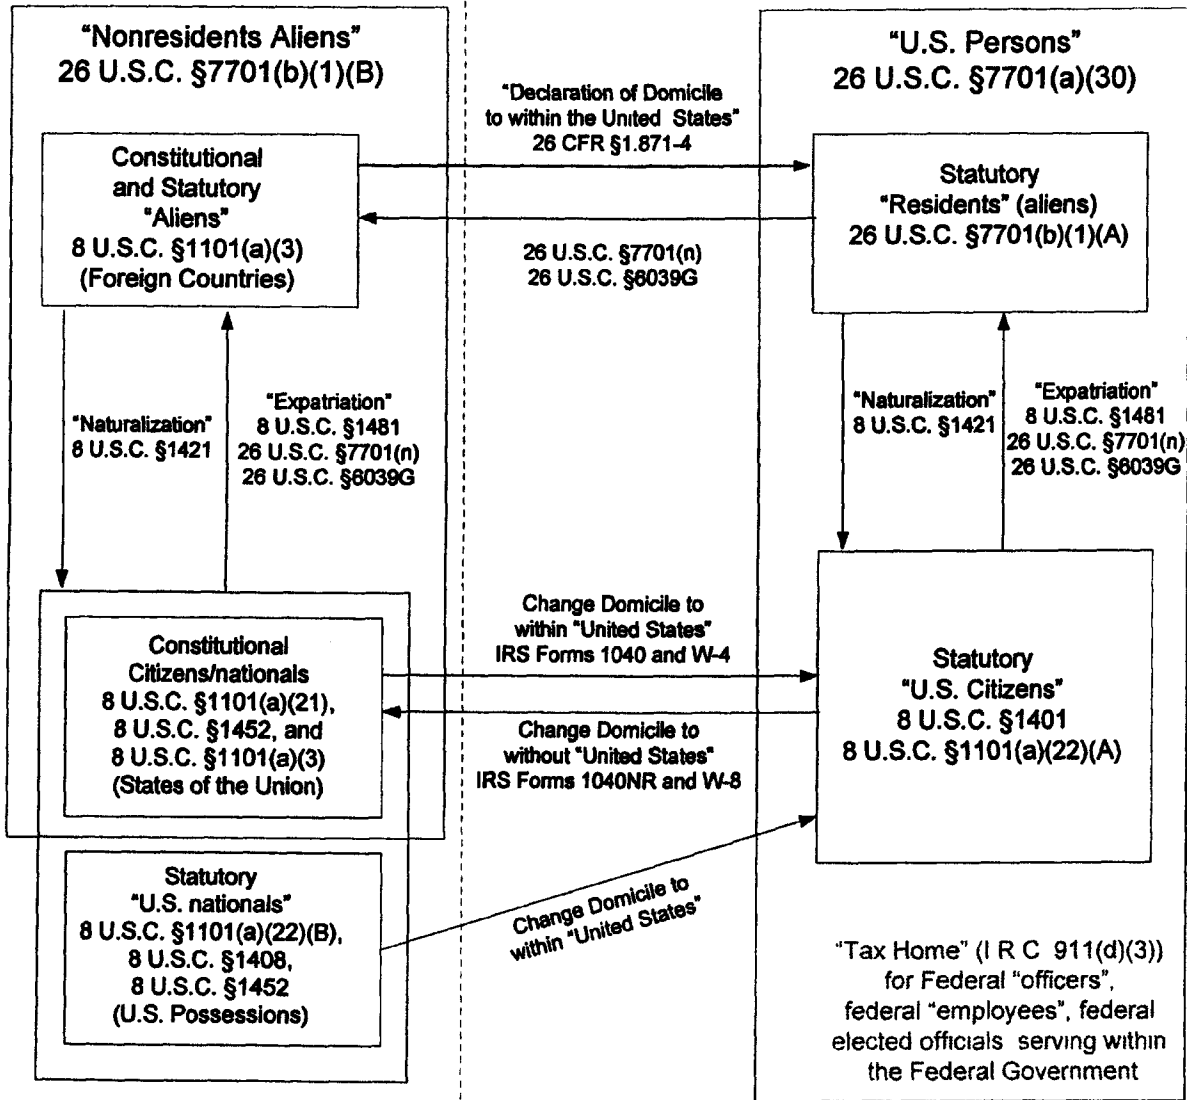 "Nonresidents Aliens"
26 U.S.C. §7701(b)(1)(B)
"U.S. Persons"
26 U.S.C. §7701(a)(30)
"Declaration of Domicile
to within the United States"
26 CFR §1.871-4
Constitutional
and Statutory
"Aliens"
8 U.S.C. §1101(a)(3)
(Foreign Countries)
Statutory
"Residents" (aliens)
26 U.S.C. §7701(b)(1)(A)
26 U.S.C. §7701(n)
26 U.S.C. §6039G
"Naturalization"
8 U.S.C. §1421
"Expatriation"
8 U.S.C. §1481
26 U.S.C. §7701(n)
26 U.S.C. §6039G
"Naturalization"
8 U.S.C. §1421
"Expatriation"
8 U.S.C. §1481
26 U.S.C. §7701(n)
26 U.S.C. §6039G
Constitutional
Citizens/nationals
8 U.S.C. §1101(a)(21),
8 U.S.C. §1452, and
8 U.S.C. §1101(a)(3)
(States of the Union)
Change Domicile to
within "United States"
IRS Forms 1040 and W-4
Change Domicile to
without "United States"
IRS Forms 1040NR and W-8
Statutory
"U.S. Citizens"
8 U.S.C. §1401
8 U.S.C. §1101(a)(22)(A)
Statutory
"U.S. nationals"
8 U.S.C. §1101(a)(22)(B),
8 U.S.C. §1408,
8 U.S.C. §1452
(U.S. Possessions)
Change Domicile to
within "United States"
"Tax Home" (I R C 911(d)(3))
for Federal "officers",
federal "employees", federal
elected officials serving within
the Federal Government